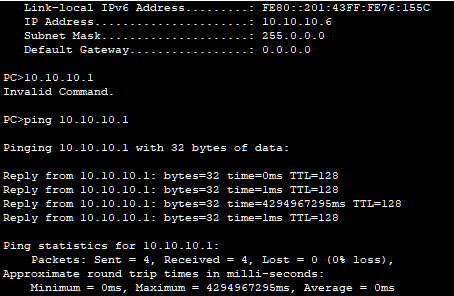 Link-local IPv6 Address.........: FE80::201:43FF:FE76:155C
IP Address......................: 10.10.10.6
Subnet Mask.....................: 255.0.0.0
Default Gateway.................: 0.0.0.0
PC>10.10.10.1
Invalid Command.
PC>ping 10.10.10.1
Pinging 10.10.10.1 with 32 bytes of data:
Reply from 10.10.10.1: bytes=32 time=0ms TTL=128
Reply from 10.10.10.1: bytes=32 time=1ms TTL=128
Reply from 10.10.10.1: bytes=32 time=4294967295ms TTL=128
Reply from 10.10.10.1: bytes=32 time=1ms TTL=128
Ping statistics for 10.10.10.1:
Packets: Sent = 4, Received = 4, Lost = 0 (0% loss),
Approximate round trip times in milli-seconds:
Minimum = 0ms, Maximum = 4294967295ms, Average = 0ms